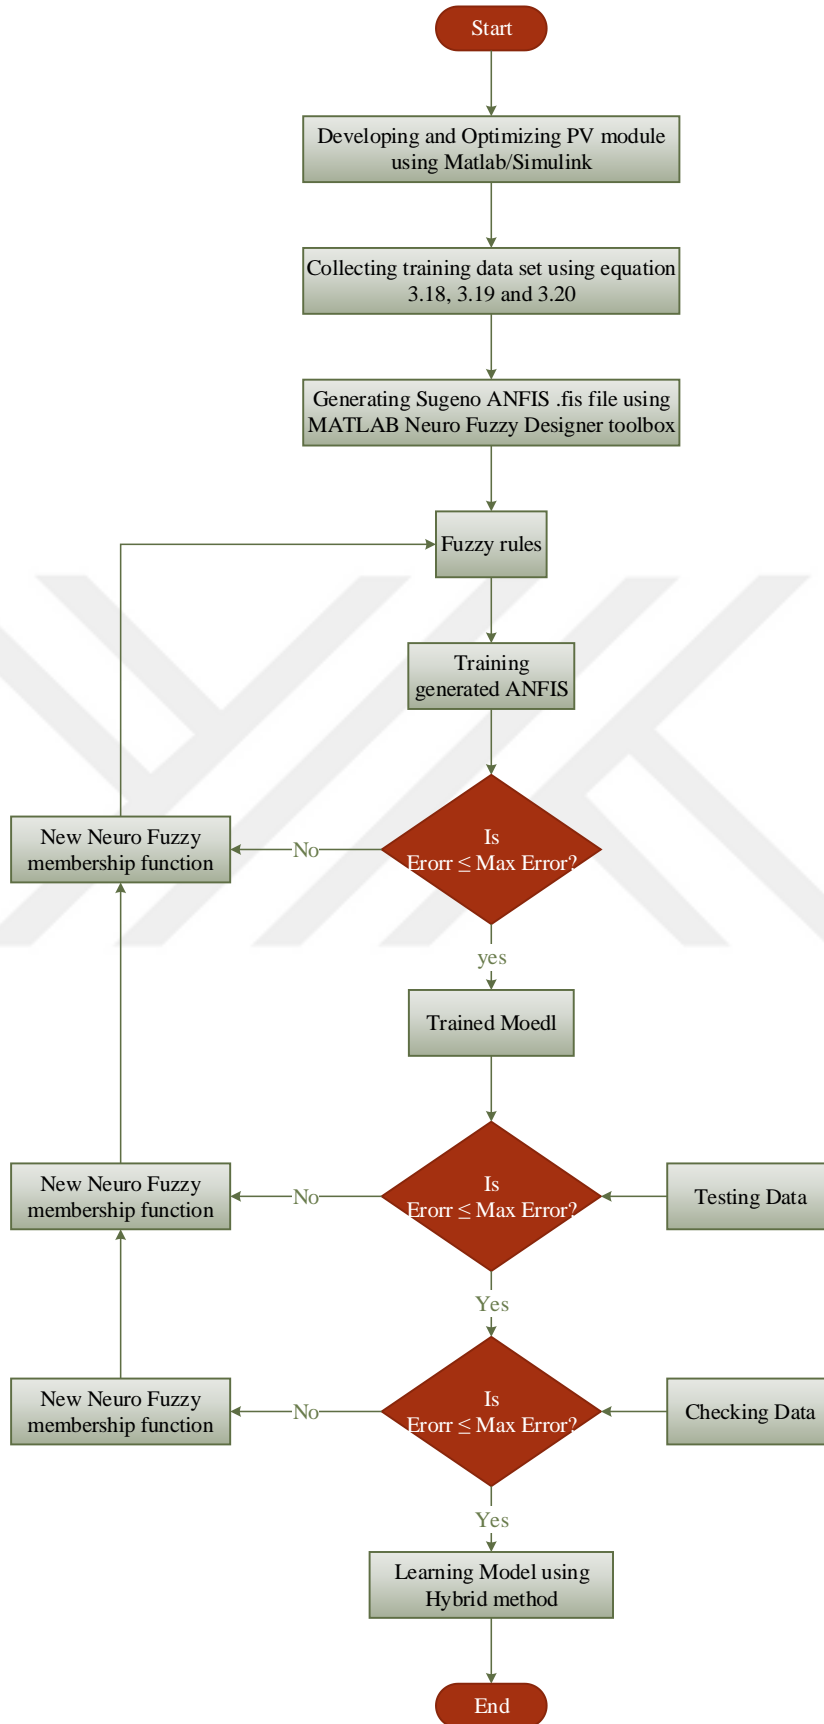 Start
Developing and Optimizing PV module
using Matlab/Simulink
Collecting training data set using equation
3.18, 3.19 and 3.20
Generating Sugeno ANFIS .fis file using
MATLAB Neuro Fuzzy Designer toolbox
Fuzzy rules
Training
generated ANFIS
New Neuro Fuzzy
membership function
No
Is
Erorr ≤ Max Error?
yes
Trained Moedl
New Neuro Fuzzy
membership function
No
Is
Erorr ≤ Max Error?
Testing Data
Yes
New Neuro Fuzzy
membership function
No
Is
Erorr ≤ Max Error?
Checking Data
Yes
Learning Model using
Hybrid method
End